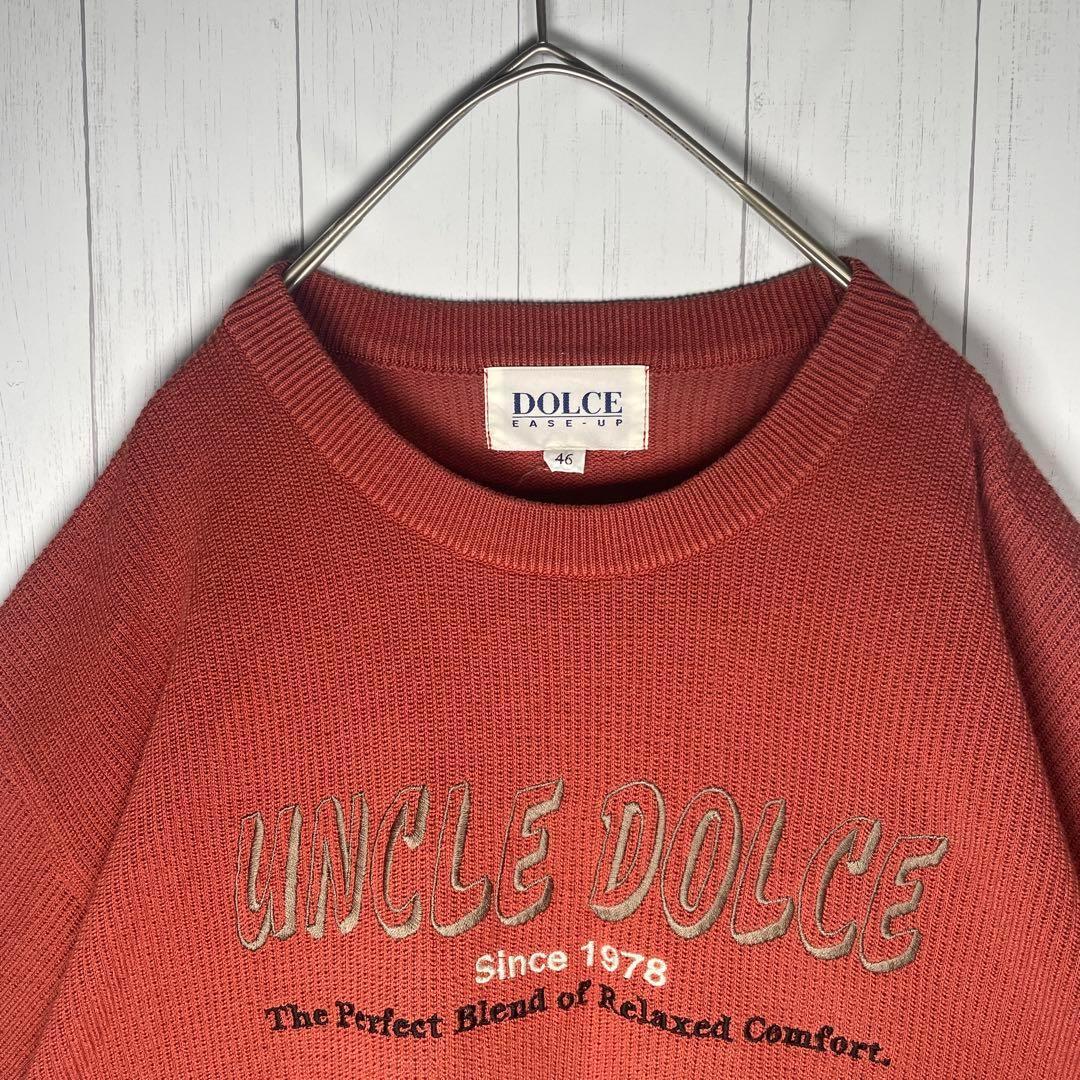 DOLCE
EASE-UP
46
UNCLE DOLCE
Since 1978
The Perfect Blend of Relaxed Comfort.